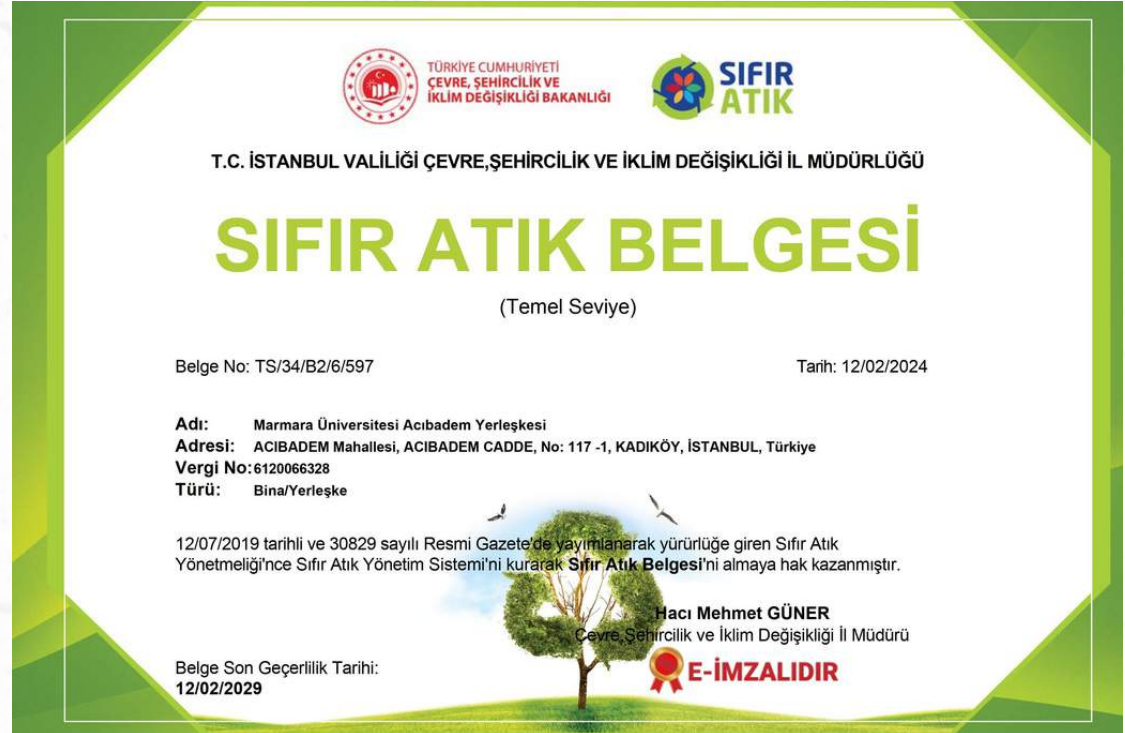 TÜRKİYE CUMHURİYETİ
ÇEVRE, ŞEHİRCİLİK VE
İKLİM DEĞİŞİKLİĞİ BAKANLIĞI
SIFIR
ATIK
T.C. İSTANBUL VALİLİĞİ ÇEVRE,ŞEHİRCİLİK VE İKLİM DEĞİŞİKLİĞİ İL MÜDÜRLÜĞÜ
SIFIR ATIK BELGESİ
(Temel Seviye)
Belge No: TS/34/B2/6/597 Tarih: 12/02/2024
Adı: Marmara Üniversitesi Acıbadem Yerleşkesi
Adresi: ACIBADEM Mahallesi, ACIBADEM CADDE, No: 117 -1, KADIKÖY, İSTANBUL, Türkiye
Vergi No: 6120066328
Türü: Bina/Yerleşke
12/07/2019 tarihli ve 30829 sayılı Resmi Gazete'de yayımlanarak yürürlüğe giren Sıfır Atık
Yönetmeliği'nce Sıfır Atık Yönetim Sistemi'ni kurarak Sıfır Atık Belgesi'ni almaya hak kazanmıştır.
Hacı Mehmet GÜNER
Çevre,Şehircilik ve İklim Değişikliği İl Müdürü
E-İMZALIDIR
Belge Son Geçerlilik Tarihi:
12/02/2029